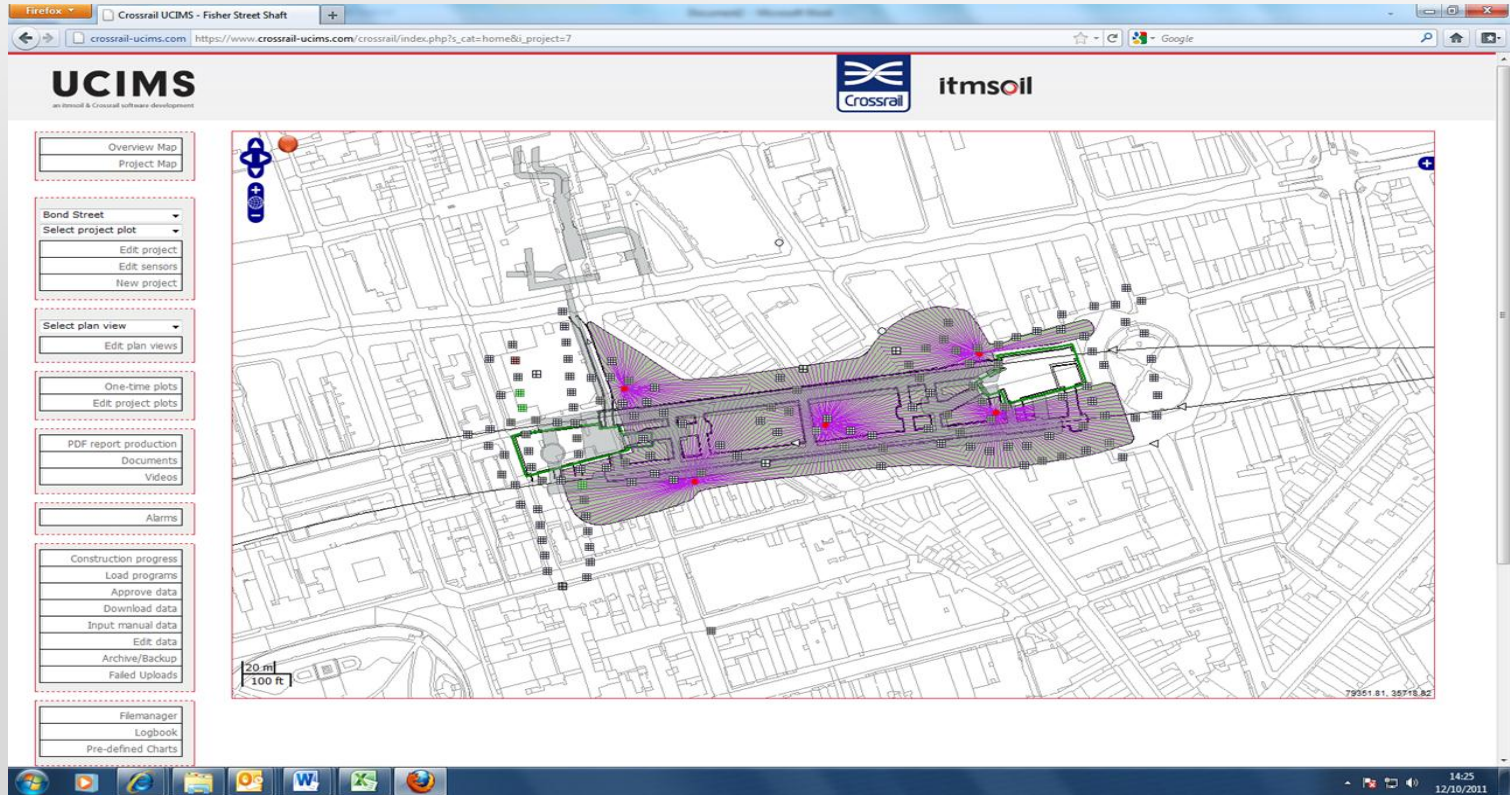 Firefox
Crossrail UCIMS - Fisher Street Shaft
Document1 - Microsoft Word
crossrail-ucims.com
https://www.crossrail-ucims.com/crossrail/index.php?s_cat=home&i_project=7
Google
UCIMS
an itmsoil & Crossrail software development
Crossrail
itmsoil
Overview Map
Project Map
Bond Street
Select project plot
Edit project
Edit sensors
New project
Select plan view
Edit plan views
One-time plots
Edit project plots
PDF report production
Documents
Videos
Alarms
Construction progress
Load programs
Approve data
Download data
Input manual data
Edit data
Archive/Backup
Failed Uploads
Filemanager
Logbook
Pre-defined Charts
20 m
100 ft
79351.81, 35718.82
14:25
12/10/2011